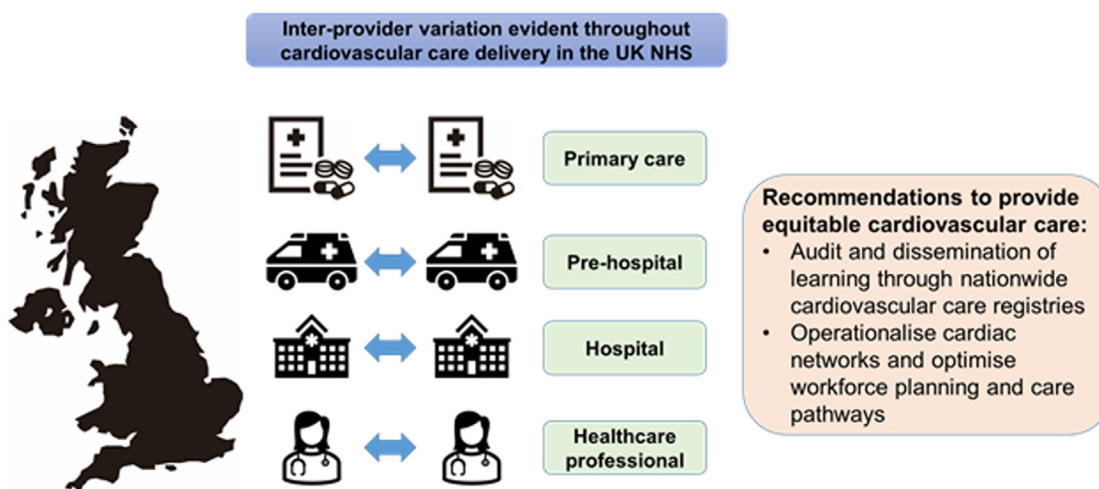 Inter-provider variation evident throughout
cardiovascular care delivery in the UK NHS
Primary care
Pre-hospital
Hospital
Healthcare
professional
Recommendations to provide
equitable cardiovascular care:
• Audit and dissemination of
learning through nationwide
cardiovascular care registries
• Operationalise cardiac
networks and optimise
workforce planning and care
pathways